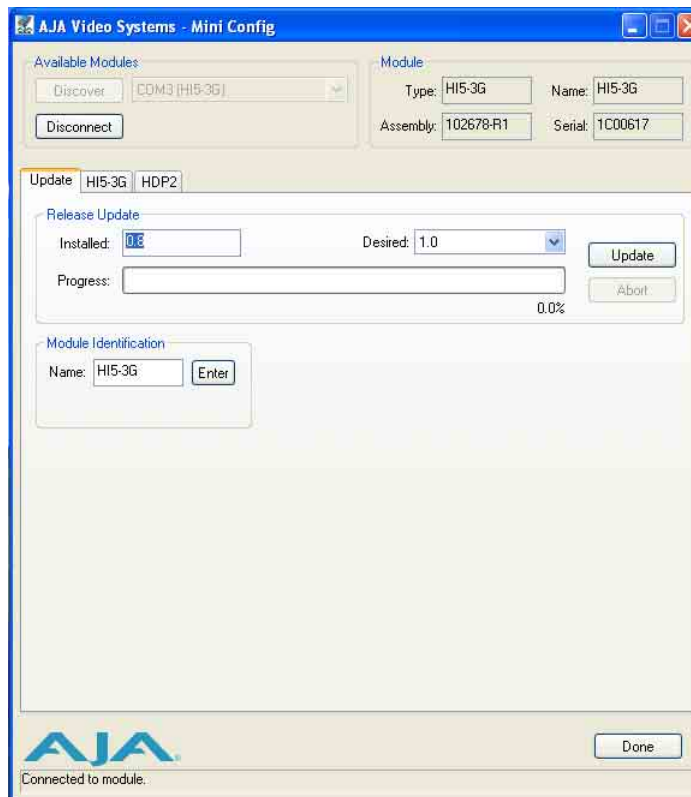 AJA Video Systems - Mini Config
Available Modules
Discover COM3 (HI5-3G)
Disconnect
Module
Type: HI5-3G Name: HI5-3G
Assembly: 102678-R1 Serial: 1C00617
Update HI5-3G HDP2
Release Update
Installed: 0.8 Desired: 1.0 Update
Progress: Abort
0.0%
Module Identification
Name: HI5-3G Enter
AJA
Done
Connected to module.